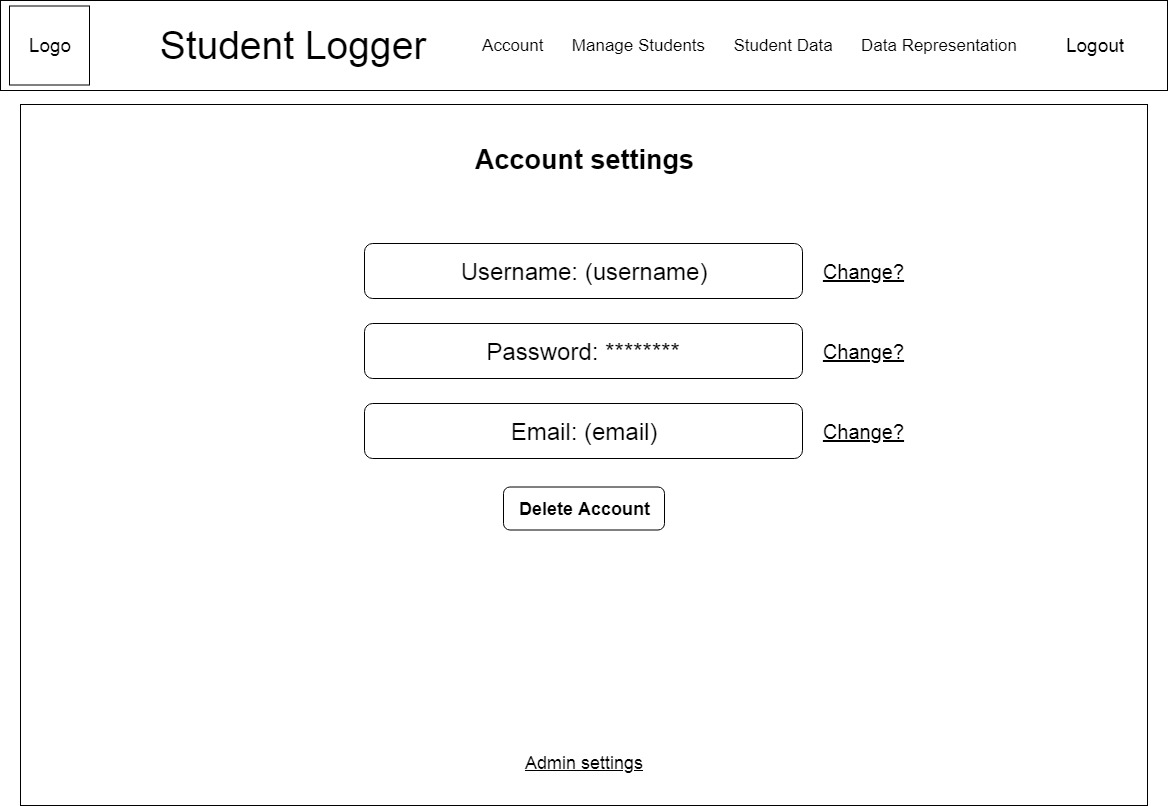 Logo
Student Logger
Account
Manage Students
Student Data
Data Representation
Logout
Account settings
Username: (username)
Change?
Password: ********
Change?
Email: (email)
Change?
Delete Account
Admin settings